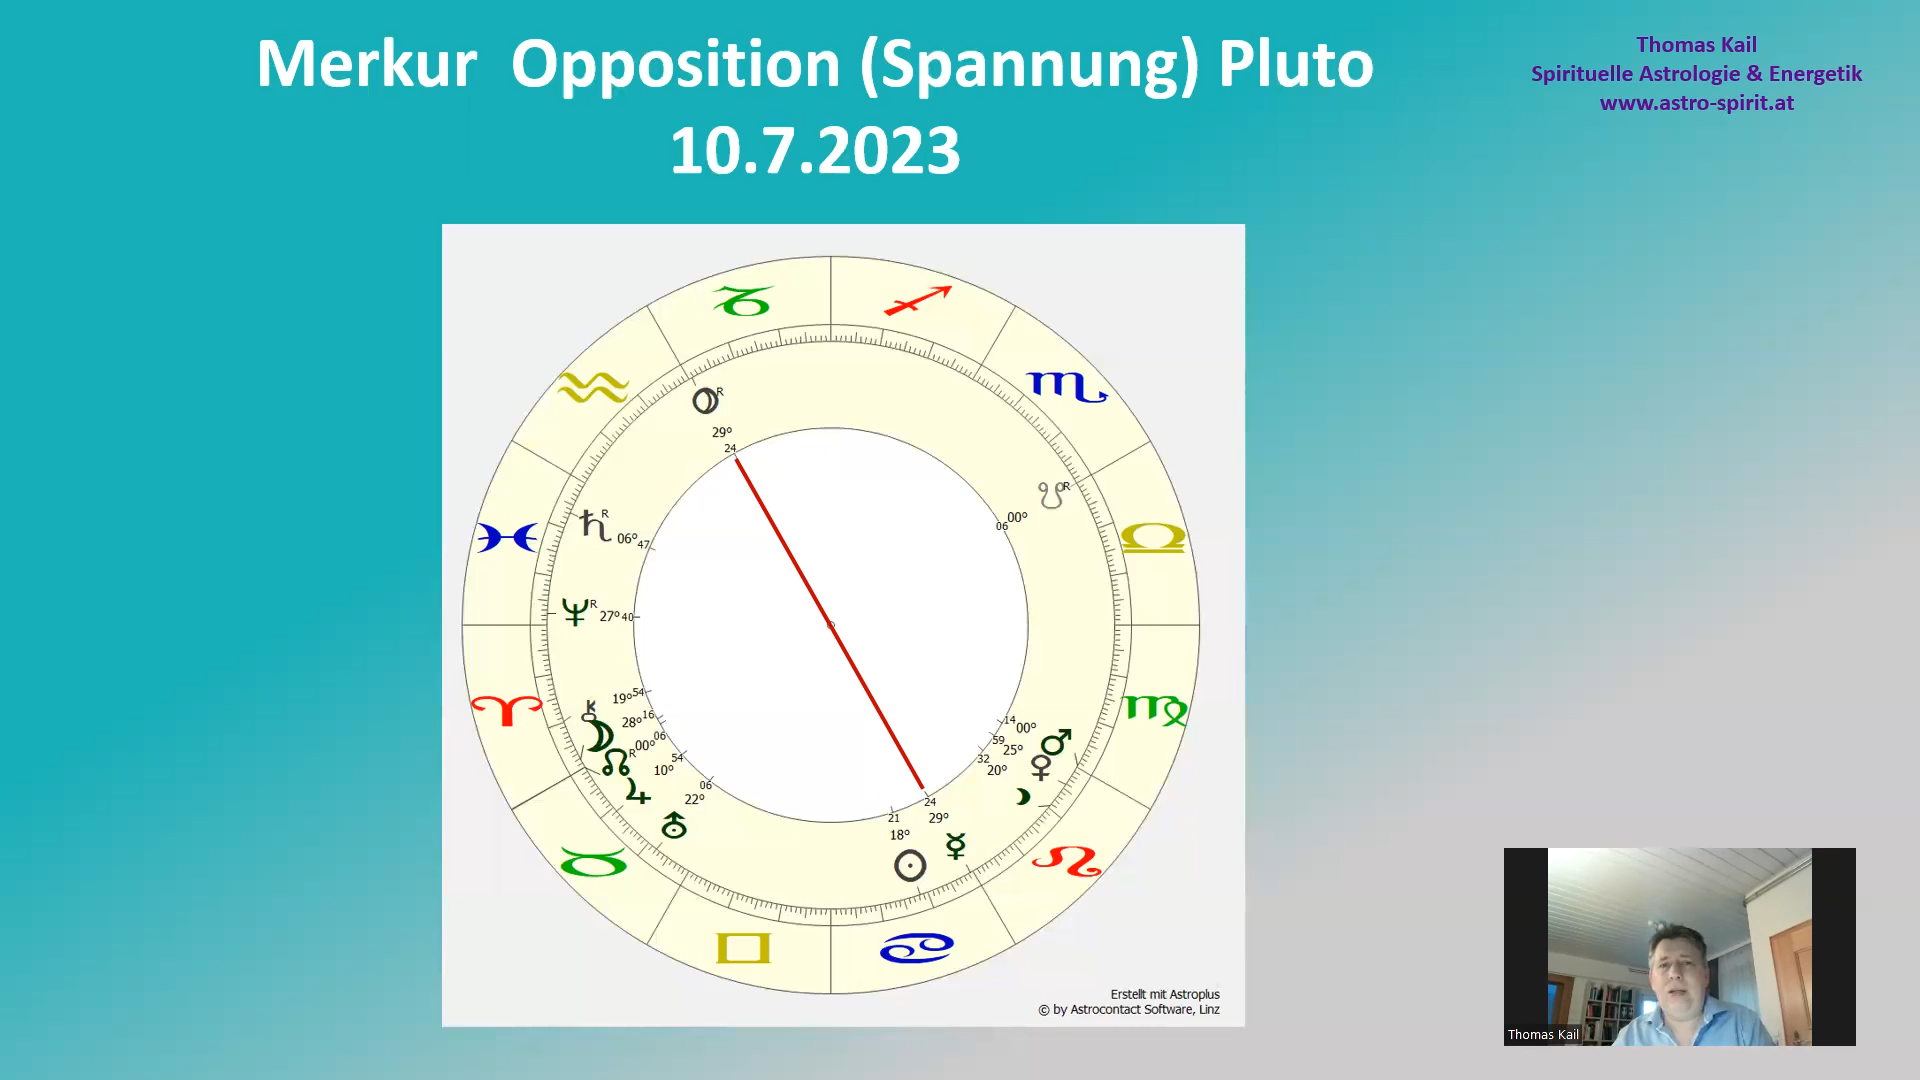 Merkur Opposition (Spannung) Pluto
10.7.2023
Thomas Kail
Spirituelle Astrologie & Energetik
www.astro-spirit.at
R
29° 24
R
06° 47
R
27° 40
R
00° 06
19° 54
28° 16
R
00° 06
10° 54
22° 06
14 00°
59 25°
32 20°
24 29°
21 18°
Erstellt mit Astroplus
© by Astrocontact Software, Linz
Thomas Kail